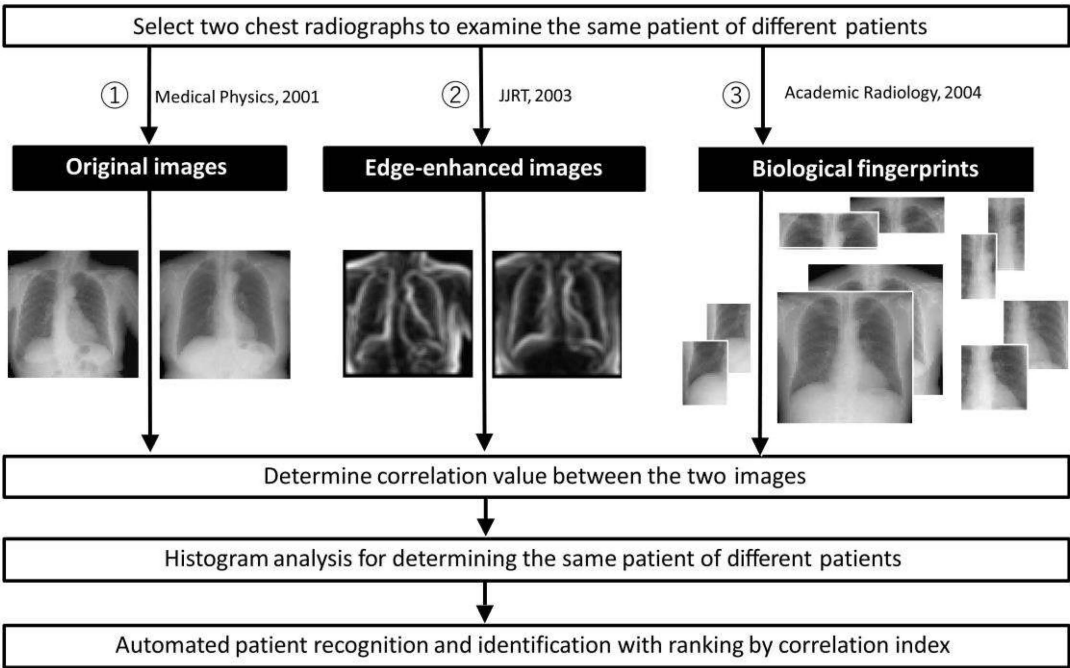 Select two chest radiographs to examine the same patient of different patients
① Medical Physics, 2001
② JJRT, 2003
③ Academic Radiology, 2004
Original images
Edge-enhanced images
Biological fingerprints
Determine correlation value between the two images
Histogram analysis for determining the same patient of different patients
Automated patient recognition and identification with ranking by correlation index